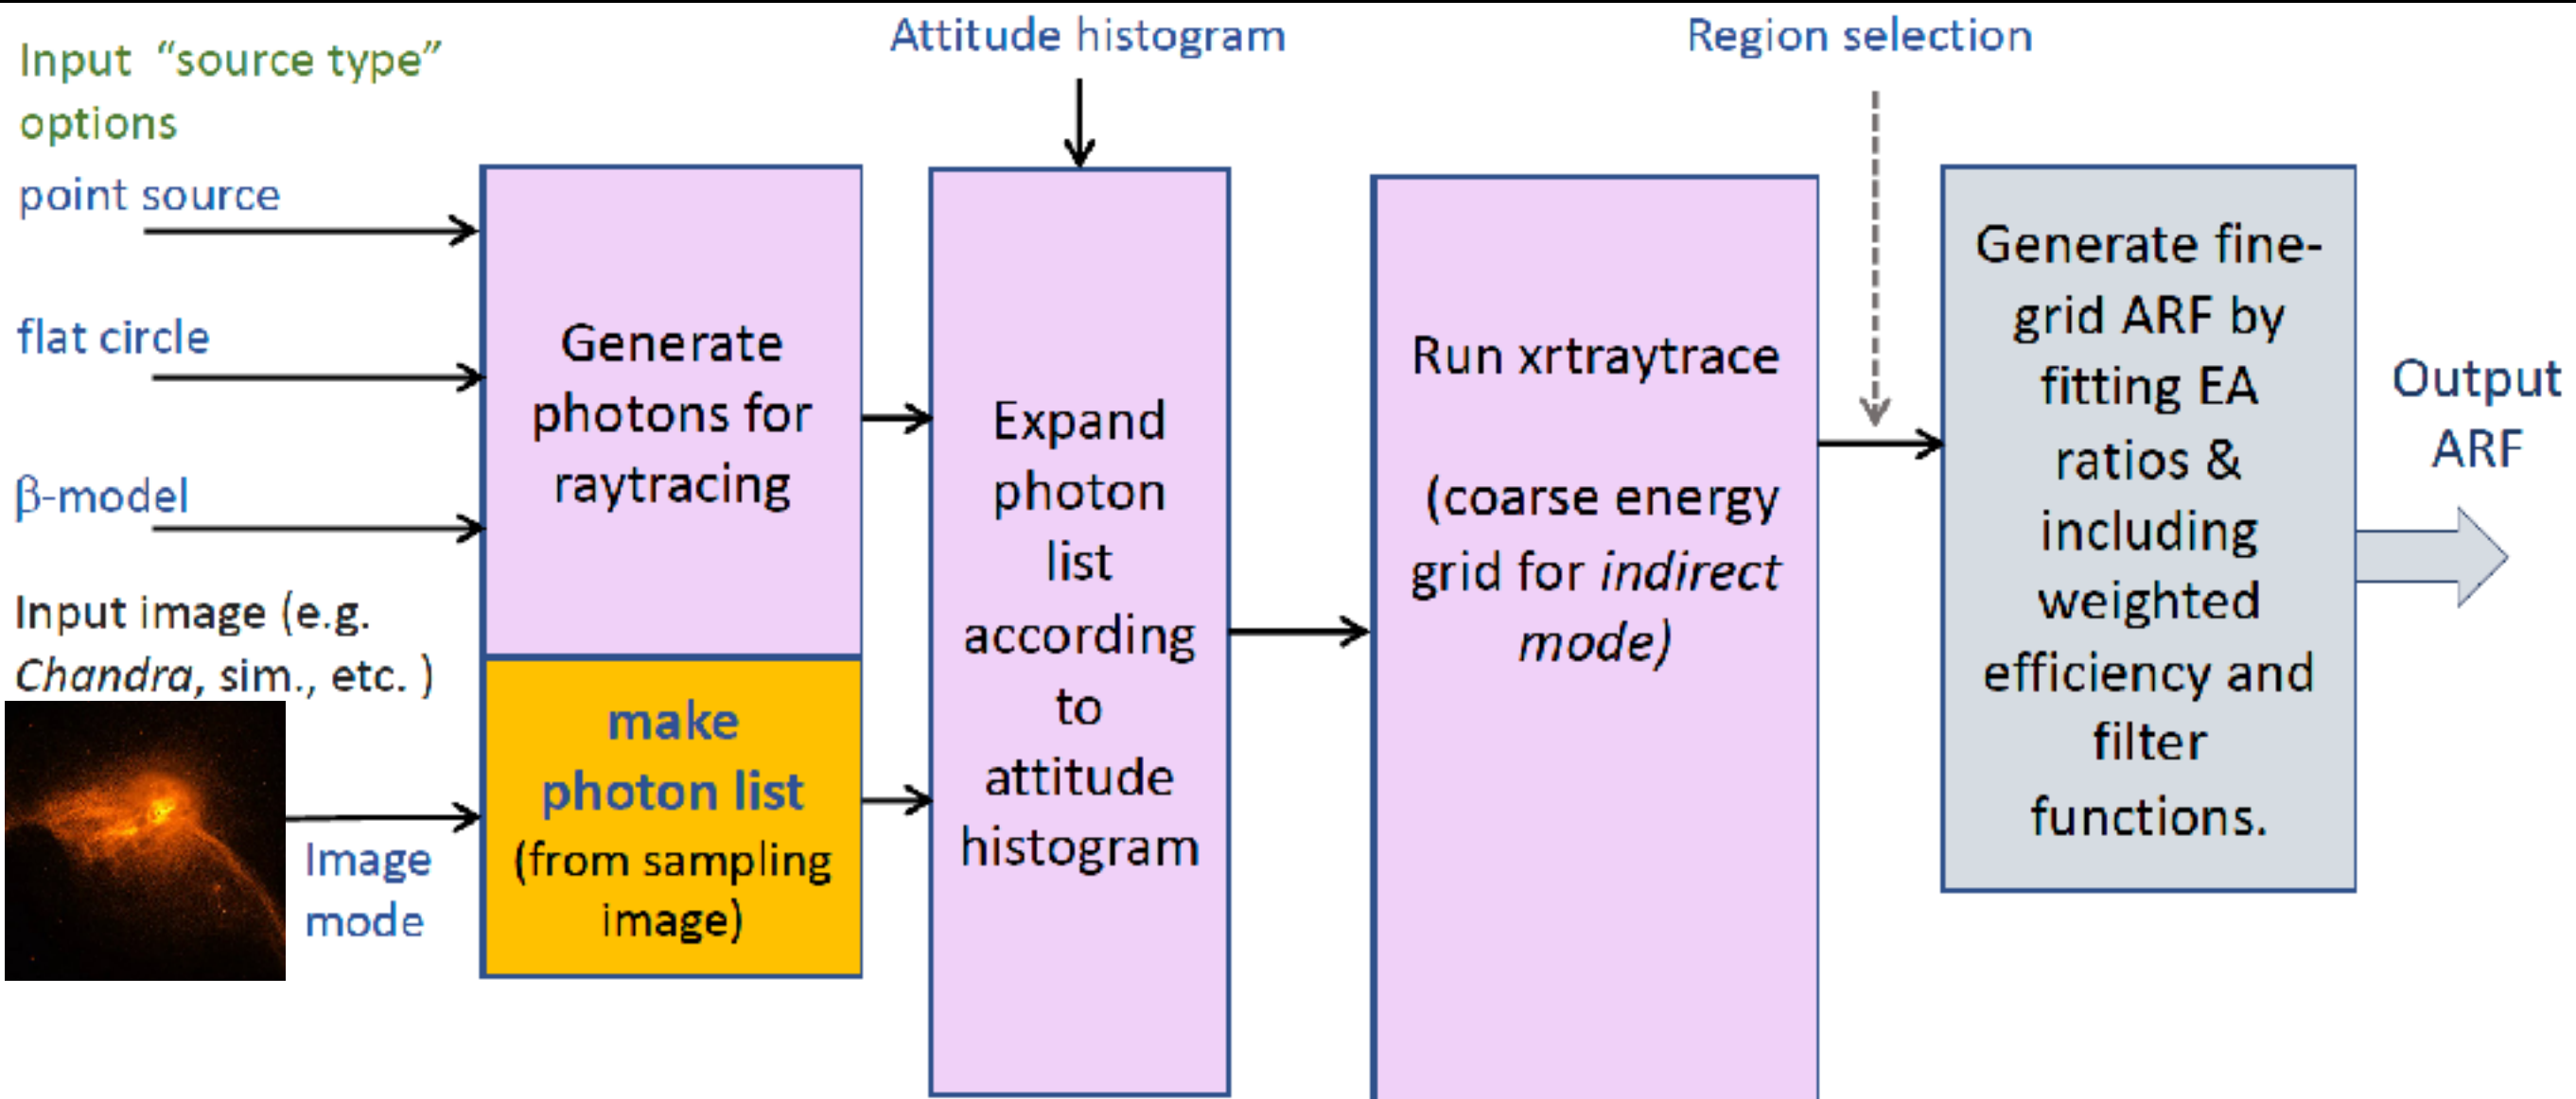 Input “source type”
options
point source
flat circle
β-model
Input image (e.g.
Chandra, sim., etc. )
Image
mode
Generate
photons for
raytracing
make
photon list
(from sampling
image)
Attitude histogram
Expand
photon
list
according
to
attitude
histogram
Run xrtraytrace
(coarse energy
grid for indirect
mode)
Region selection
Generate fine-
grid ARF by
fitting EA
ratios &
including
weighted
efficiency and
filter
functions.
Output
ARF